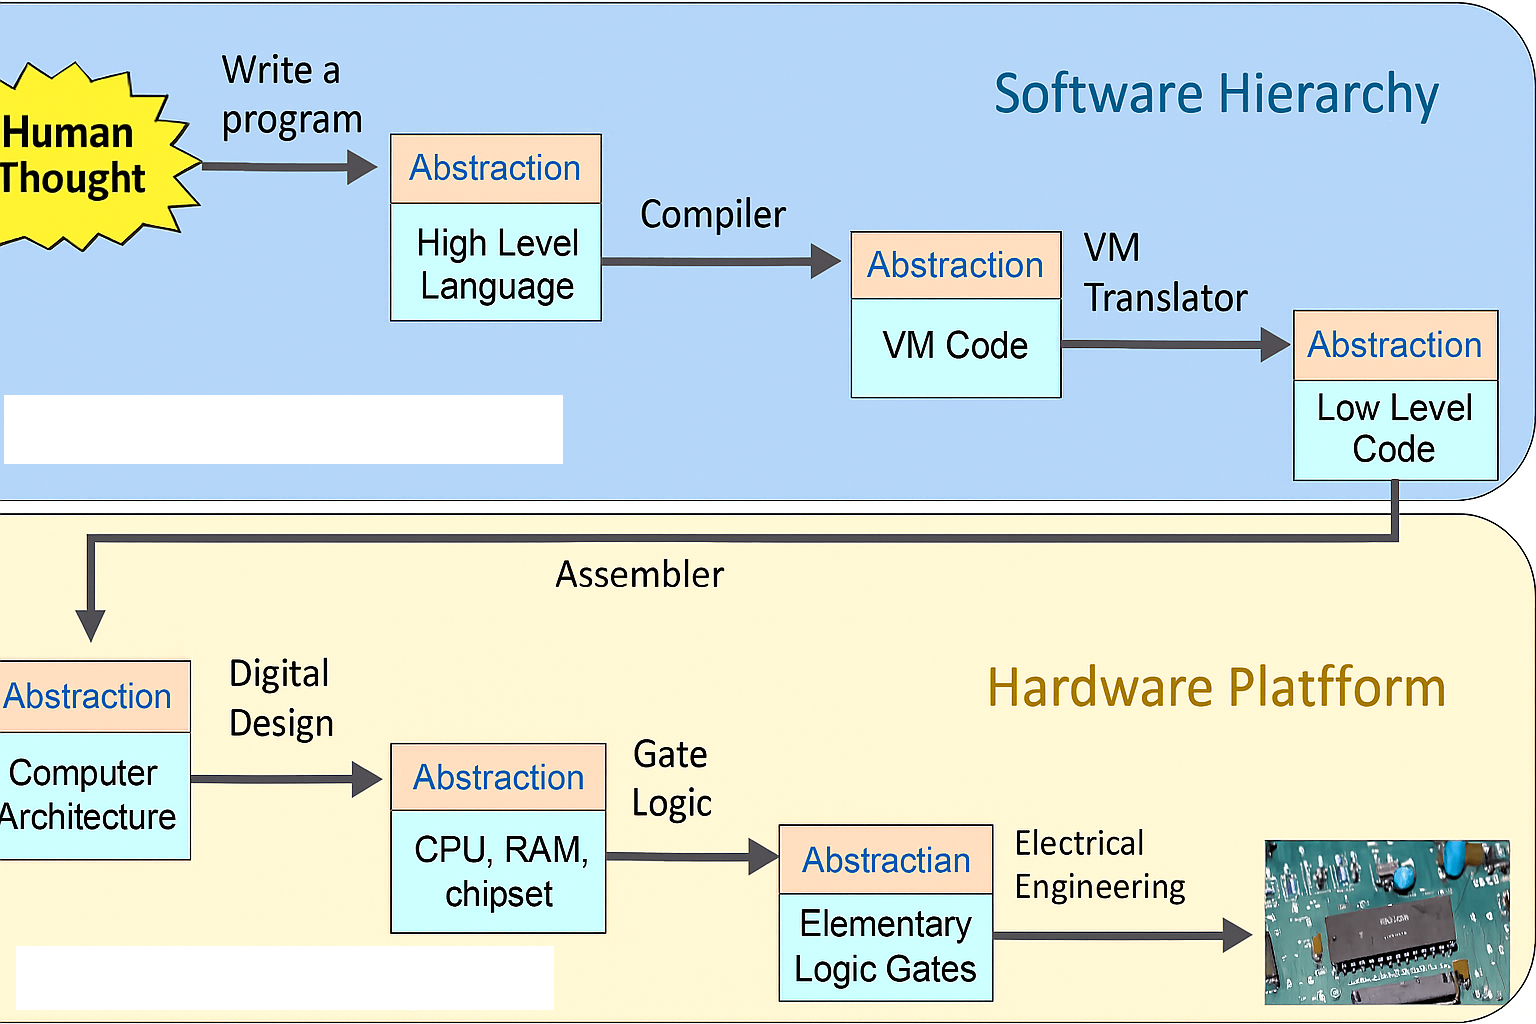 Write a
program
Software Hierarchy
Human
Thought
Abstraction
High Level
Language
Compiler
Abstraction
VM Code
VM
Translator
Abstraction
Low Level
Code
Assembler
Abstraction
Computer
Architecture
Digital
Design
Hardware Platfform
Abstraction
CPU, RAM,
chipset
Gate
Logic
Abstractian
Elementary
Logic Gates
Electrical
Engineering